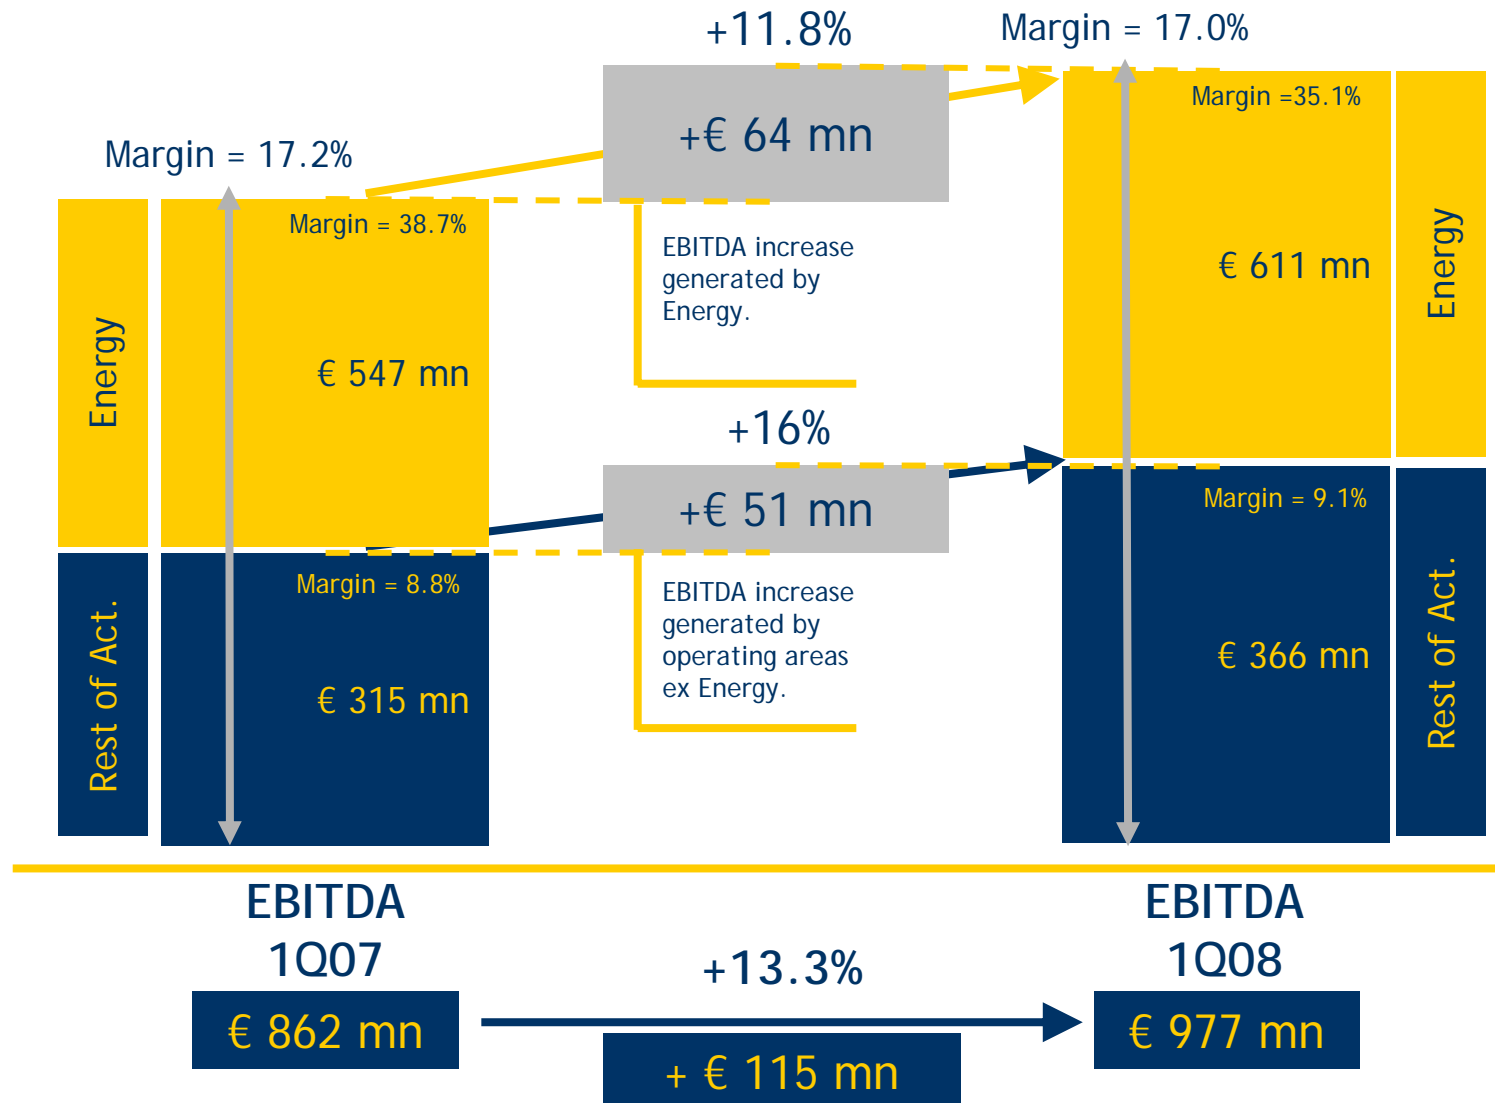 +11.8%
Margin = 17.0%
Margin =35.1%
+€ 64 mn
Margin = 17.2%
Margin = 38.7%
EBITDA increase
generated by
Energy.
€ 611 mn
Energy
Energy
€ 547 mn
+16%
+€ 51 mn
Margin = 9.1%
Margin = 8.8%
EBITDA increase
generated by
operating areas
ex Energy.
€ 366 mn
Rest of Act.
Rest of Act.
€ 315 mn
EBITDA
1Q07
EBITDA
1Q08
+13.3%
€ 862 mn
€ 977 mn
+ € 115 mn